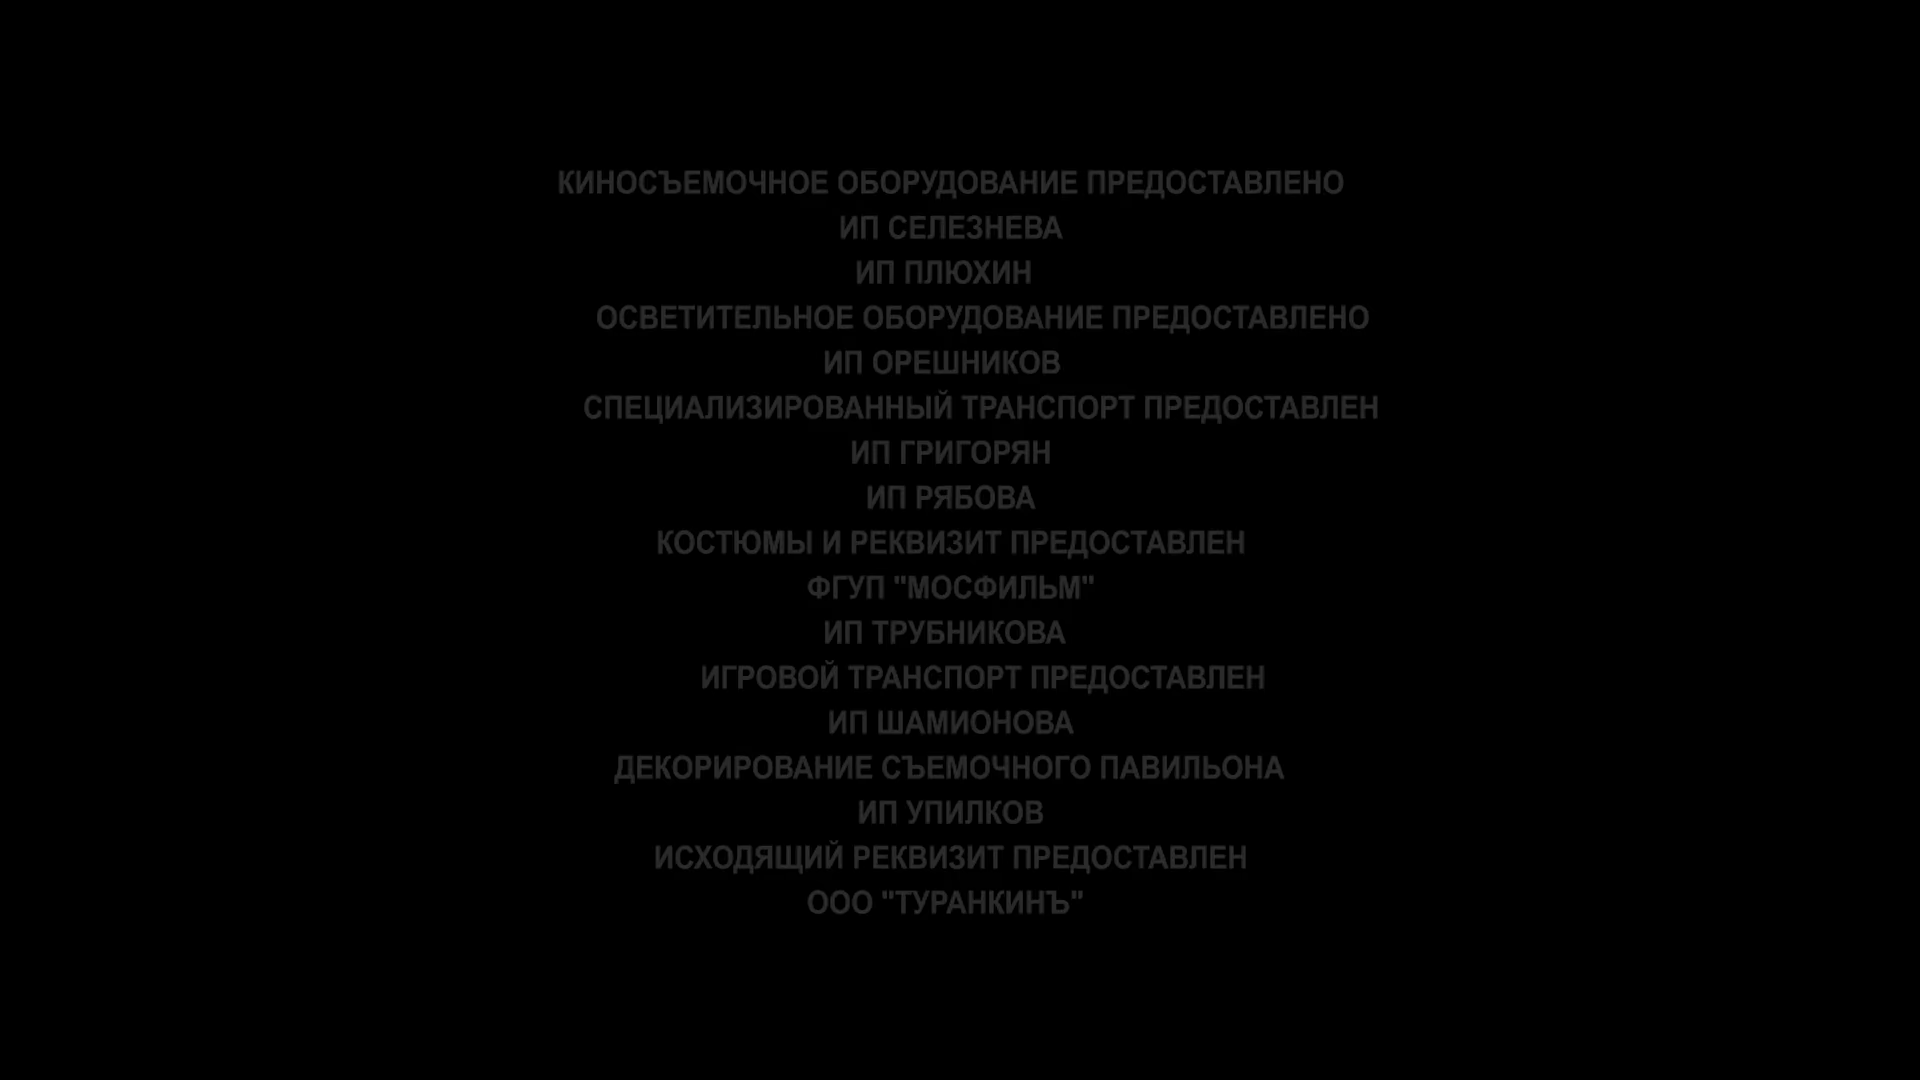 КИНОСЪЕМОЧНОЕ ОБОРУДОВАНИЕ ПРЕДОСТАВЛЕНО
ИП СЕЛЕЗНЕВА
ИП ПЛЮХИН
ОСВЕТИТЕЛЬНОЕ ОБОРУДОВАНИЕ ПРЕДОСТАВЛЕНО
ИП ОРЕШНИКОВ
СПЕЦИАЛИЗИРОВАННЫЙ ТРАНСПОРТ ПРЕДОСТАВЛЕН
ИП ГРИГОРЯН
ИП РЯБОВА
КОСТЮМЫ И РЕКВИЗИТ ПРЕДОСТАВЛЕН
ФГУП "МОСФИЛЬМ"
ИП ТРУБНИКОВА
ИГРОВОЙ ТРАНСПОРТ ПРЕДОСТАВЛЕН
ИП ШАМИОНОВА
ДЕКОРИРОВАНИЕ СЪЕМОЧНОГО ПАВИЛЬОНА
ИП УПИЛКОВ
ИСХОДЯЩИЙ РЕКВИЗИТ ПРЕДОСТАВЛЕН
ООО "ТУРАНКИНЪ"